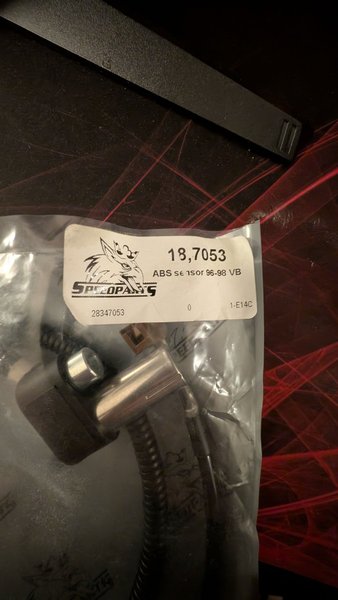 18,7053
ABS sensor 96-98 VB
SPEEDPARTS
28347053 0 1-E14C